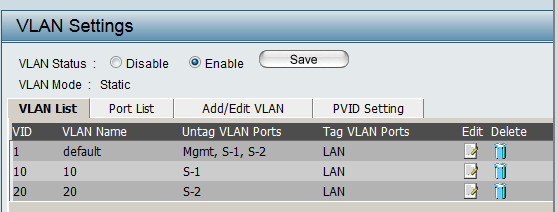 VLAN Settings
VLAN Status : Disable Enable Save
VLAN Mode : Static
VLAN List Port List Add/Edit VLAN PVID Setting
VID VLAN Name Untag VLAN Ports Tag VLAN Ports Edit Delete
1 default Mgmt, S-1, S-2 LAN
10 10 S-1 LAN
20 20 S-2 LAN